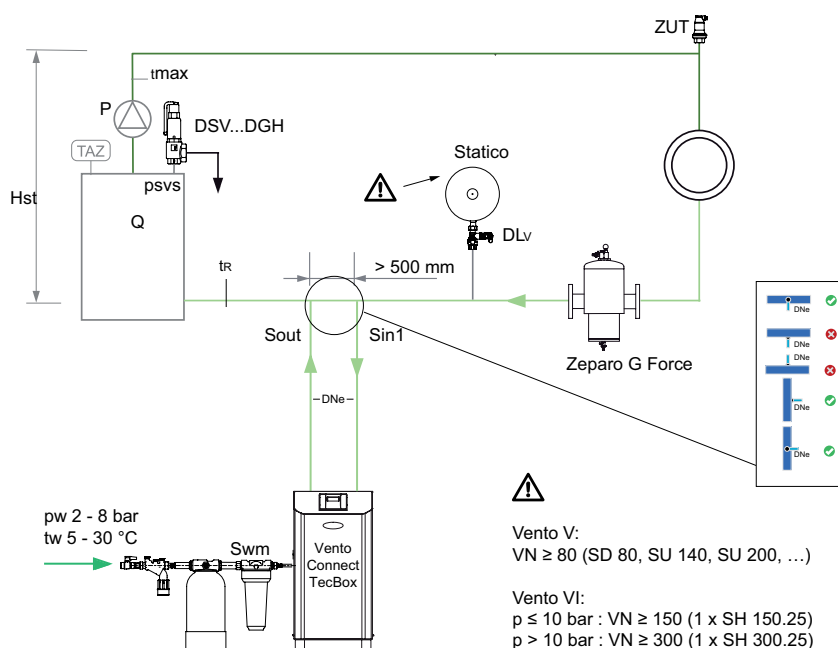 ZUT
tmax
P
DSV...DGH
TAZ
psvs
Statico
Hst
Q
DLv
tR
> 500 mm
Sout
Sin1
Zeparo G Force
DNe
DNe
DNe
DNe
DNe
–DNe–
pw 2 - 8 bar
tw 5 - 30 °C
Swm
Vento
Connect
TecBox
Vento V:
VN ≥ 80 (SD 80, SU 140, SU 200, …)
Vento VI:
p ≤ 10 bar : VN ≥ 150 (1 x SH 150.25)
p > 10 bar : VN ≥ 300 (1 x SH 300.25)